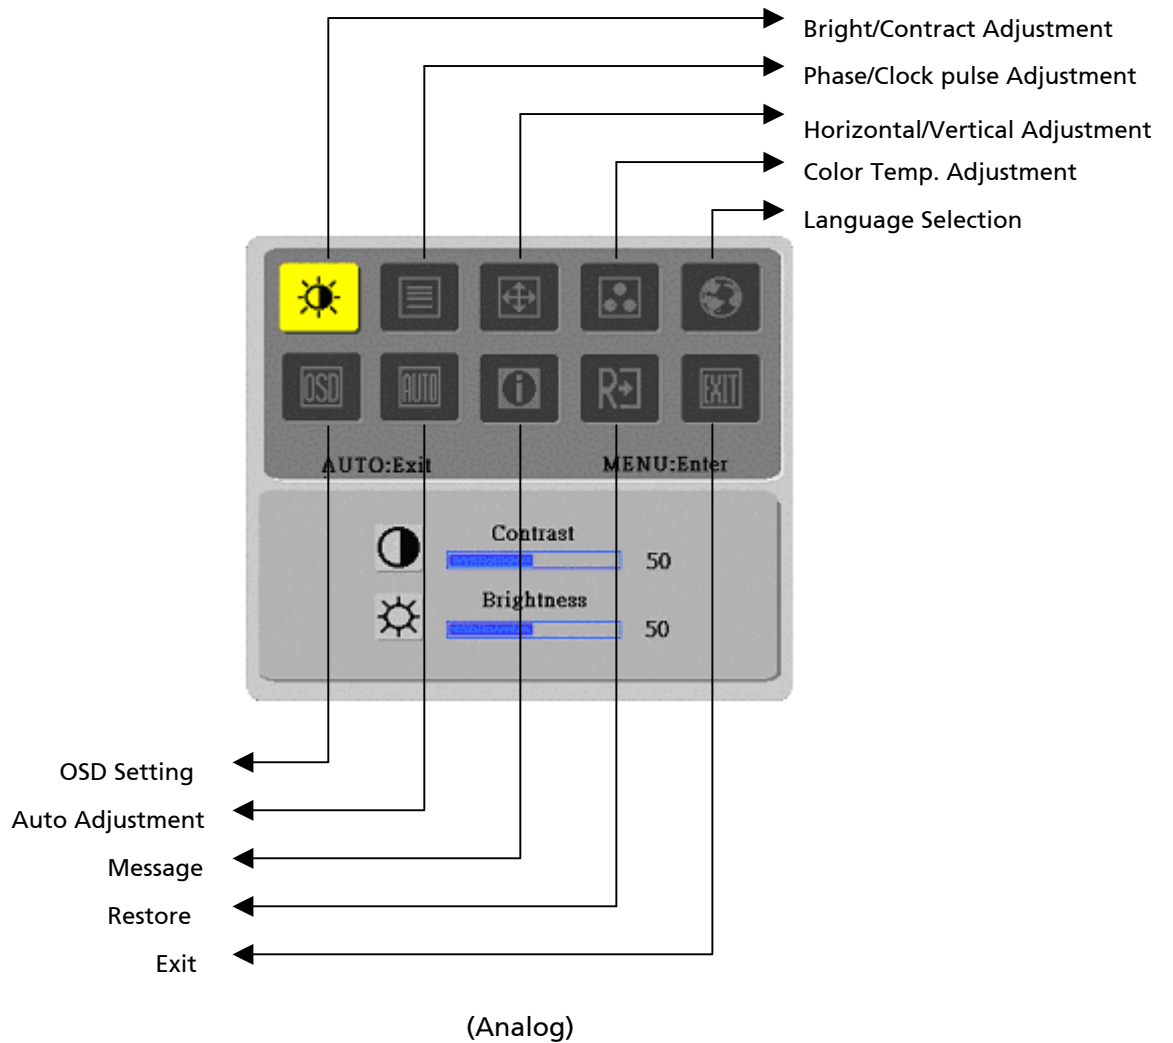 Bright/Contract Adjustment
Phase/Clock pulse Adjustment
Horizontal/Vertical Adjustment
Color Temp. Adjustment
Language Selection
OSD AUTO R EXIT
AUTO:Exit MENU:Enter
Contrast
50
Brightness
50
OSD Setting
Auto Adjustment
Message
Restore
Exit
(Analog)